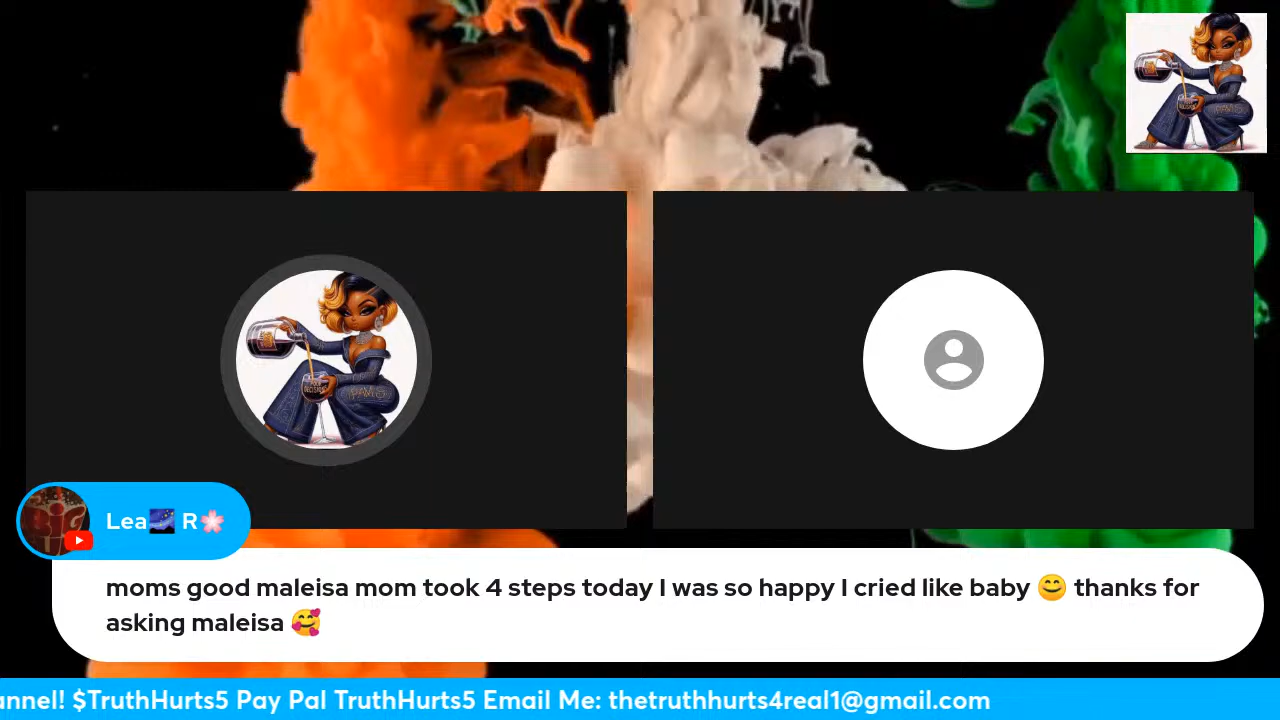 Lea🌌 R🌸
moms good maleisa mom took 4 steps today I was so happy I cried like baby 😊 thanks for
asking maleisa 🥰
annel! $TruthHurts5 Pay Pal TruthHurts5 Email Me: thetruthhurts4real1@gmail.com